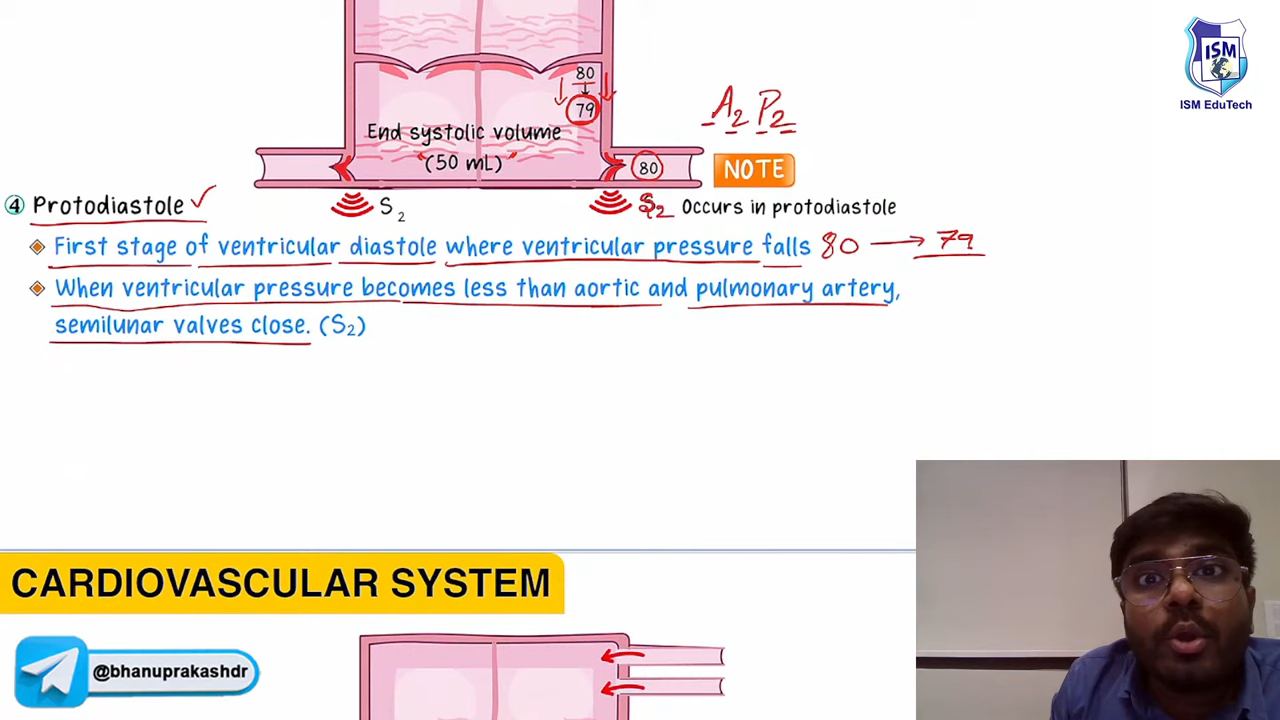 ISM
ISM EduTech
80
79
A2 P2
End systolic volume
(50 mL)
80
NOTE
④ Protodiastole ✓
S2
S2 Occurs in protodiastole
First stage of ventricular diastole where ventricular pressure falls 80 → 79
When ventricular pressure becomes less than aortic and pulmonary artery,
semilunar valves close. (S2)
CARDIOVASCULAR SYSTEM
@bhanuprakashdr